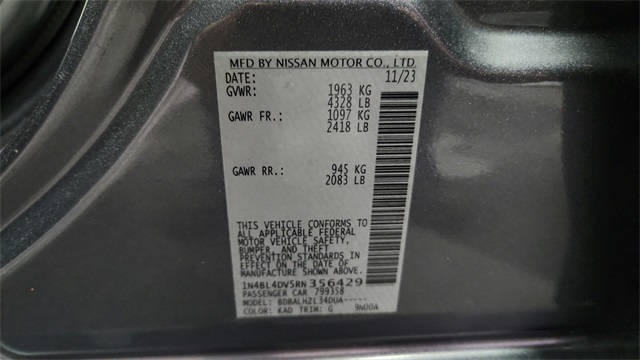 MFD BY NISSAN MOTOR CO., LTD
DATE: 11/23
GVWR: 1963 KG
4328 LB
GAWR FR.: 1097 KG
2418 LB
GAWR RR.: 945 KG
2083 LB
THIS VEHICLE CONFORMS TO
ALL APPLICABLE FEDERAL
MOTOR VEHICLE SAFETY,
BUMPER, AND THEFT
PREVENTION STANDARDS IN
EFFECT ON THE DATE OF
MANUFACTURE SHOWN ABOVE.
1N4BL4DV5RN356429
PASSENGER CAR 799358
MODEL: BDBALHZL34DUA-----
COLOR: KAD TRIM: G 9N00A